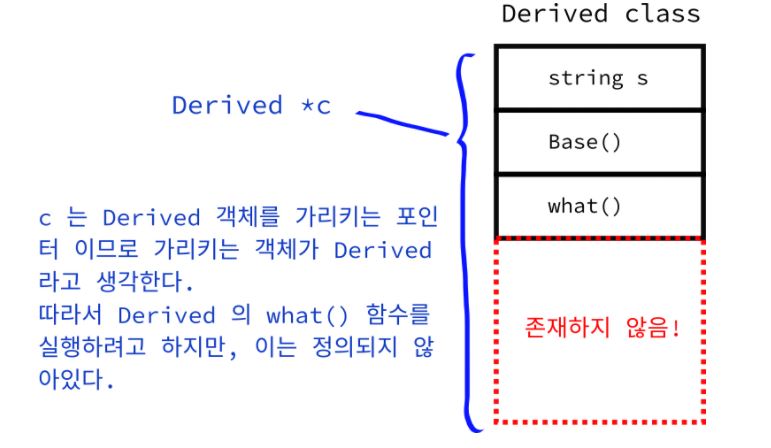 Derived class
string s
Derived *c
Base()
what()
c 는 Derived 객체를 가리키는 포인
터 이므로 가리키는 객체가 Derived
라고 생각한다.
따라서 Derived 의 what() 함수를
실행하려고 하지만, 이는 정의되지 않
아있다.
존재하지 않음!